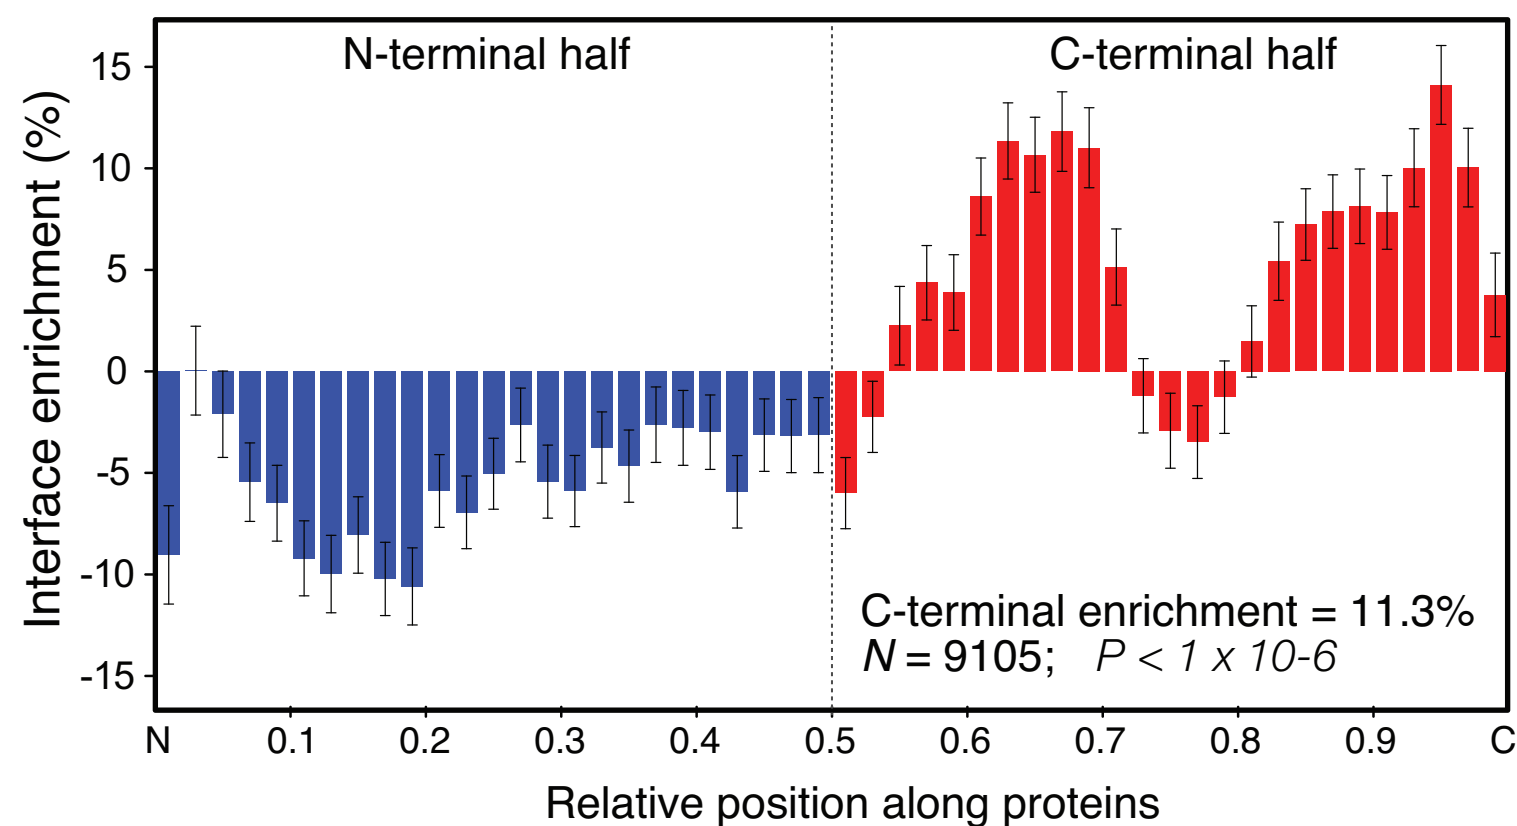 N-terminal half
C-terminal half
Interface enrichment (%)
15
10
5
0
-5
-10
-15
C-terminal enrichment = 11.3%
N = 9105; P < 1 x 10-6
N 0.1 0.2 0.3 0.4 0.5 0.6 0.7 0.8 0.9 C
Relative position along proteins